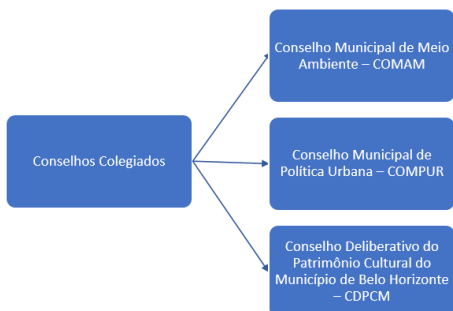 Conselhos Colegiados
Conselho Municipal de Meio
Ambiente – COMAM
Conselho Municipal de
Política Urbana – COMPUR
Conselho Deliberativo do
Patrimônio Cultural do
Município de Belo Horizonte
– CDPCM